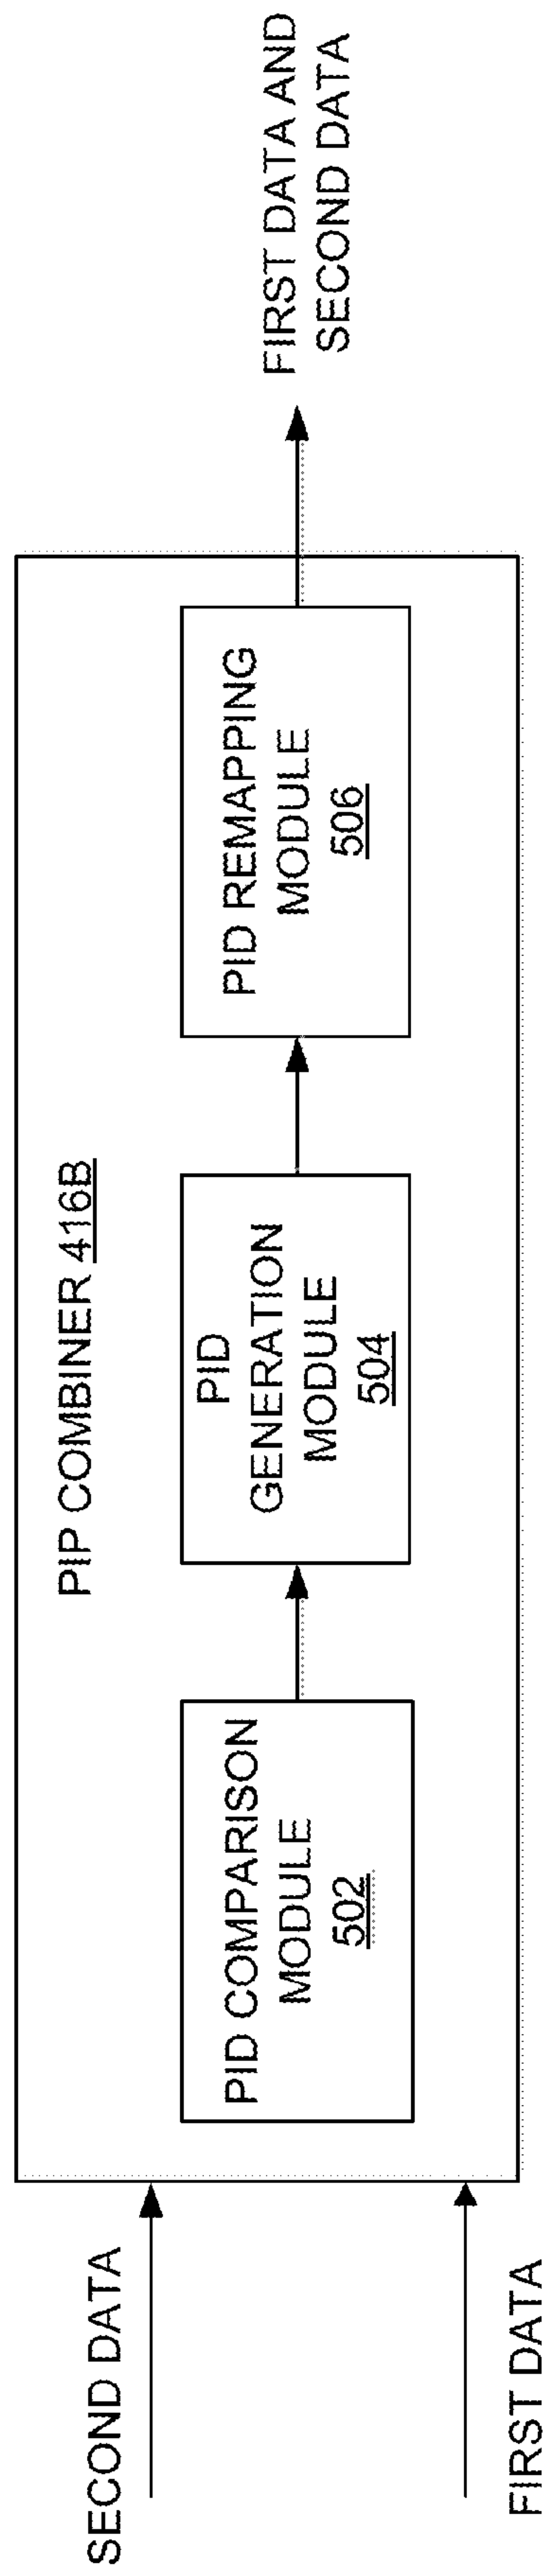 SECOND DATA
FIRST DATA
PIP COMBINER 416B
PID COMPARISON
MODULE
502
PID
GENERATION
MODULE
504
PID REMAPPING
MODULE
506
FIRST DATA AND
SECOND DATA